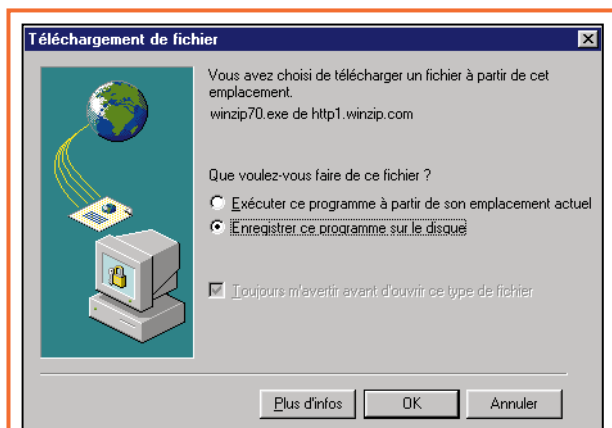 Téléchargement de fichier
Vous avez choisi de télécharger un fichier à partir de cet
emplacement.
winzip70.exe de http1.winzip.com
Que voulez-vous faire de ce fichier ?
Exécuter ce programme à partir de son emplacement actuel
Enregistrer ce programme sur le disque
Toujours m'avertir avant d'ouvrir ce type de fichier
Plus d'infos
OK
Annuler